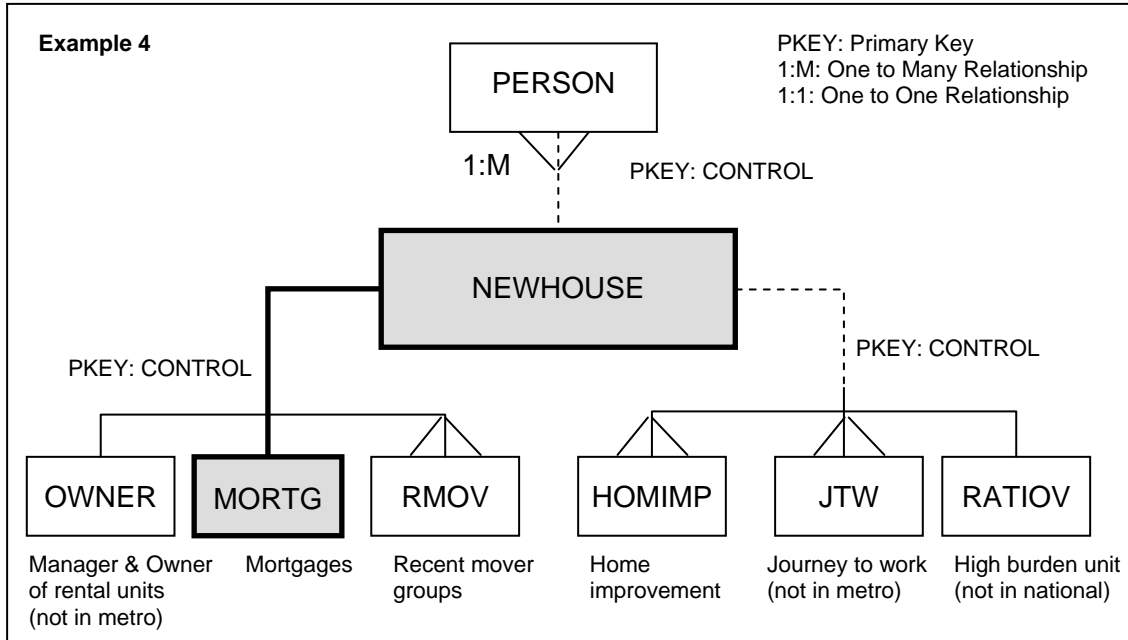 Example 4
PKEY: Primary Key
1:M: One to Many Relationship
1:1: One to One Relationship
PERSON
1:M
PKEY: CONTROL
NEWHOUSE
PKEY: CONTROL
PKEY: CONTROL
OWNER
MORTG
RMOV
HOMIMP
JTW
RATIOV
Manager & Owner
of rental units
(not in metro)
Mortgages
Recent mover
groups
Home
improvement
Journey to work
(not in metro)
High burden unit
(not in national)